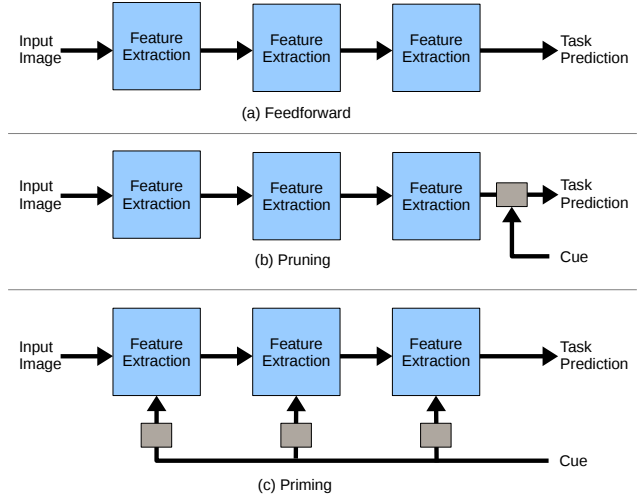 Input
Image
Feature
Extraction
Feature
Extraction
Feature
Extraction
Task
Prediction
(a) Feedforward
Input
Image
Feature
Extraction
Feature
Extraction
Feature
Extraction
Task
Prediction
Cue
(b) Pruning
Input
Image
Feature
Extraction
Feature
Extraction
Feature
Extraction
Task
Prediction
Cue
(c) Priming